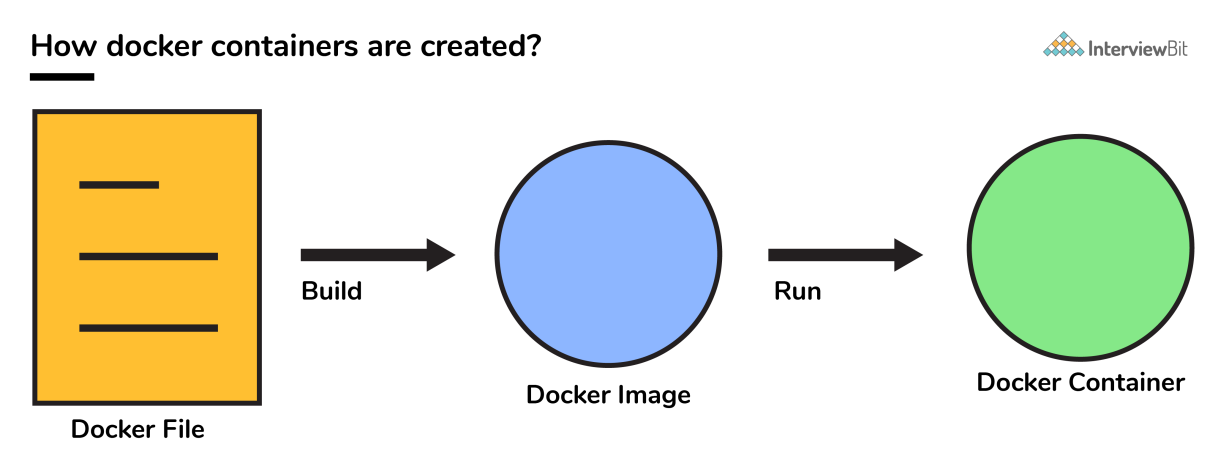 How docker containers are created?
InterviewBit
Build
Run
Docker Image
Docker Container
Docker File